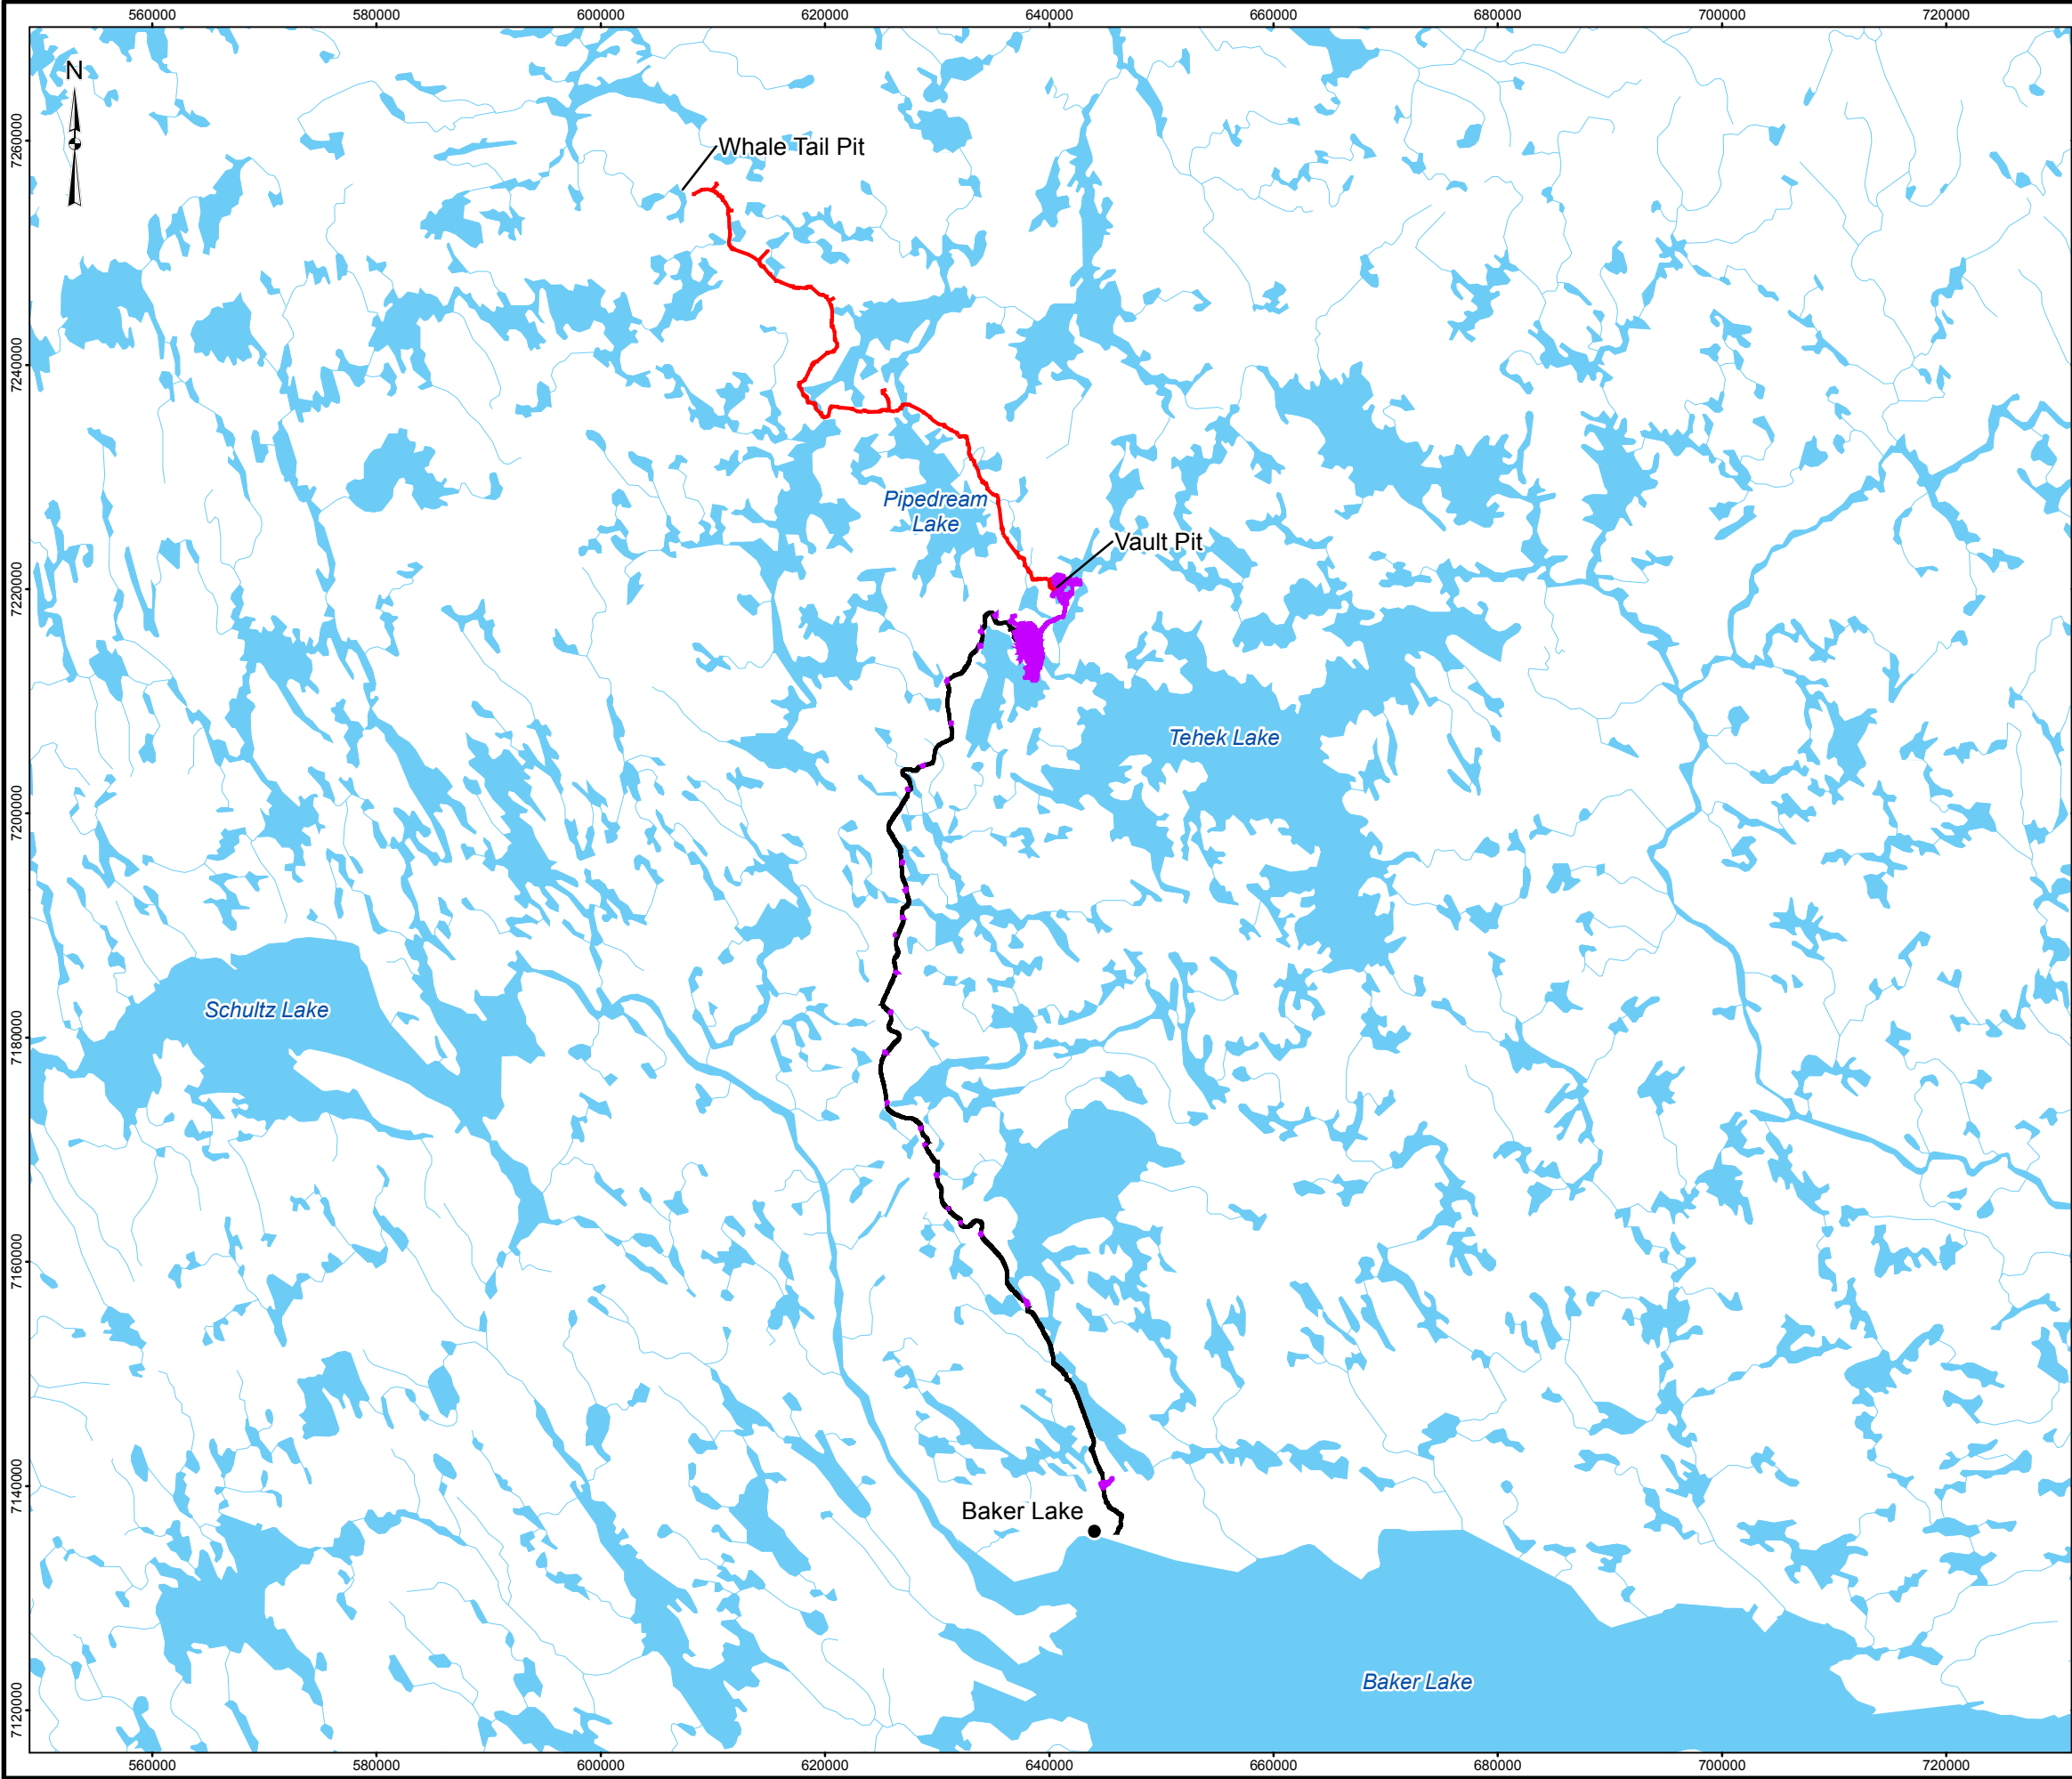 560000 580000 600000 620000 640000 660000 680000 700000 720000
N
7260000
Whale Tail Pit
7240000
Pipedream
Lake
Vault Pit
7220000
Tehek Lake
7200000
Schultz Lake
7180000
7160000
7140000
Baker Lake
Baker Lake
7120000
560000 580000 600000 620000 640000 660000 680000 700000 720000